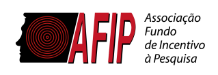 AFIP
Associação
Fundo
de Incentivo
à Pesquisa